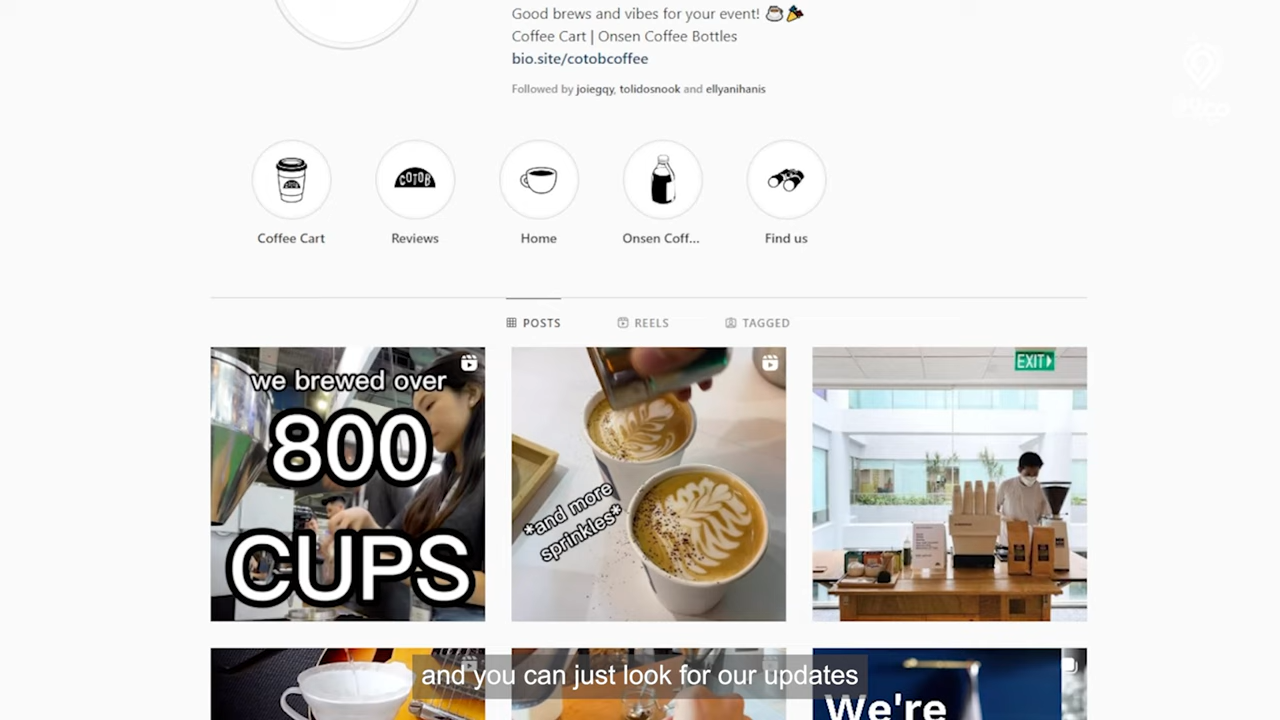 Good brews and vibes for your event! ☕🎉
Coffee Cart | Onsen Coffee Bottles
bio.site/cotobcoffee
Followed by joiegqy, tolidosnook and ellyanihanis
COTOB
Coffee Cart
Reviews
Home
Onsen Coff...
Find us
POSTS
REELS
TAGGED
we brewed over
800
CUPS
*and more
sprinkles*
EXIT
We're
and you can just look for our updates